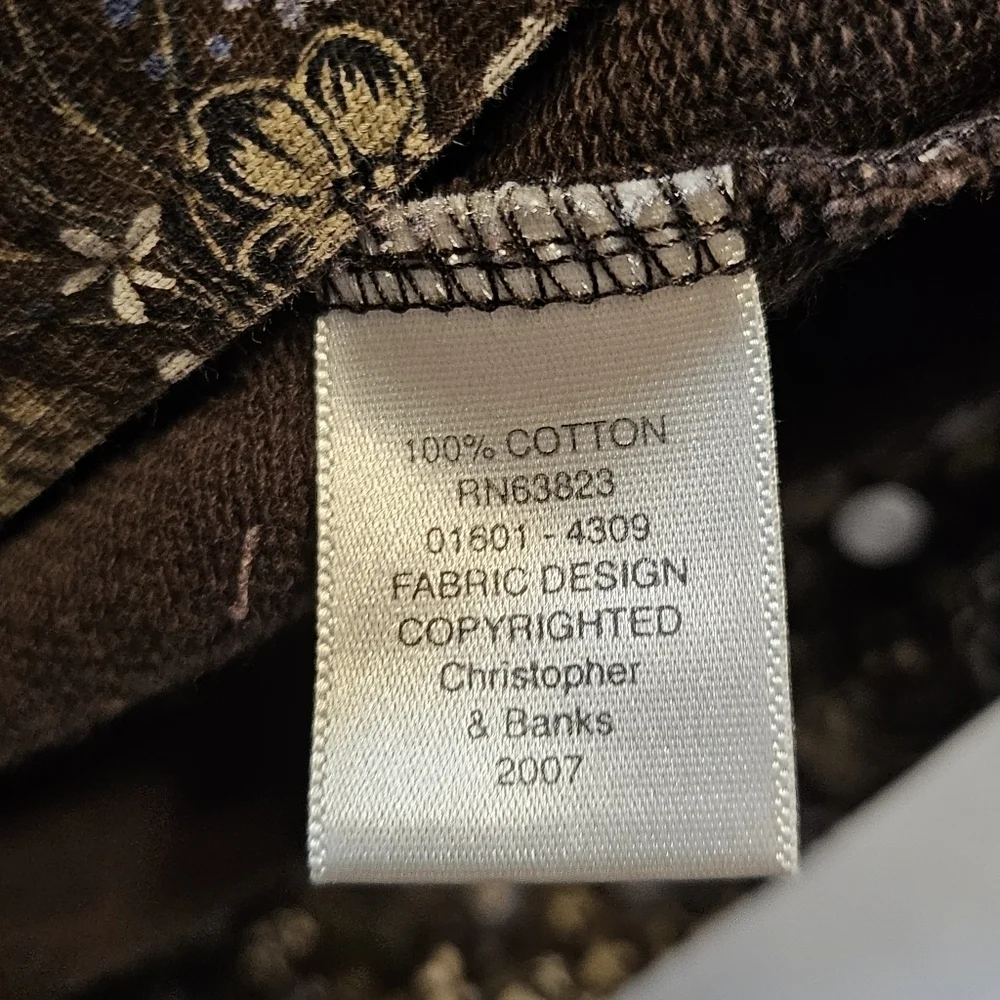 100% COTTON
RN63823
01601 - 4309
FABRIC DESIGN
COPYRIGHTED
Christopher
& Banks
2007